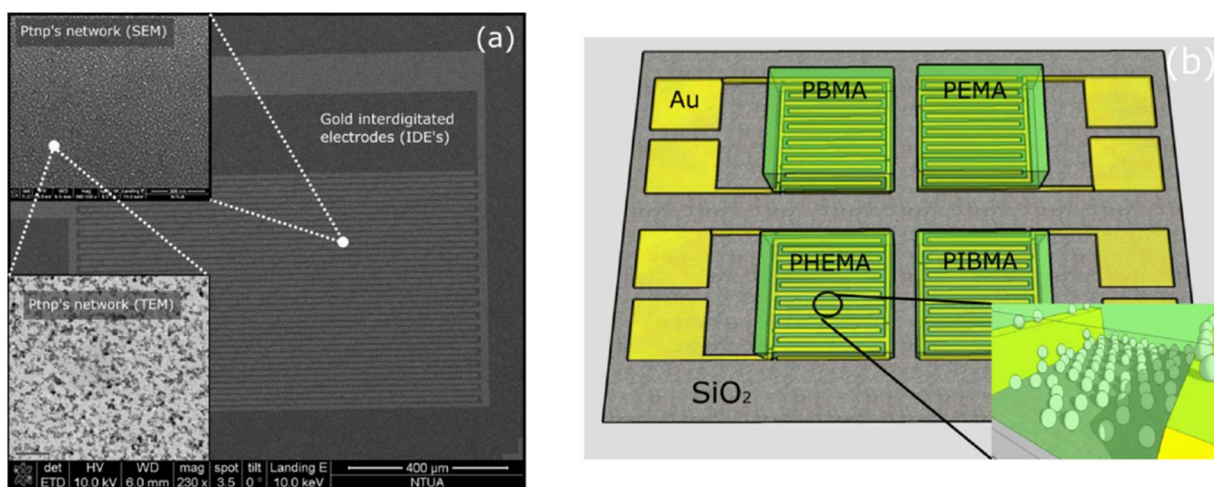 Ptnp's network (SEM)
(a)
Gold interdigitated
electrodes (IDE's)
Ptnp's network (TEM)
det HV WD mag spot tilt Landing E
ETD 10.0 kV 6.0 mm 230 x 3.5 0° 10.0 keV
400 µm
NTUA
(b)
Au
PBMA
PEMA
PHEMA
PIBMA
SiO₂